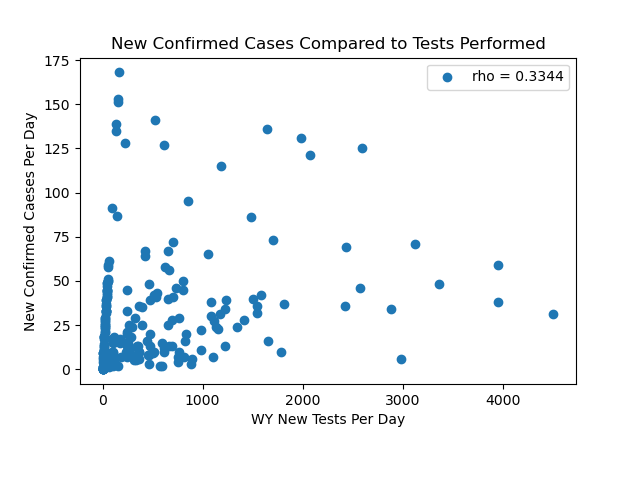 New Confirmed Cases Compared to Tests Performed
rho = 0.3344
New Confirmed Caeses Per Day
175
150
125
100
75
50
25
0
0 1000 2000 3000 4000
WY New Tests Per Day